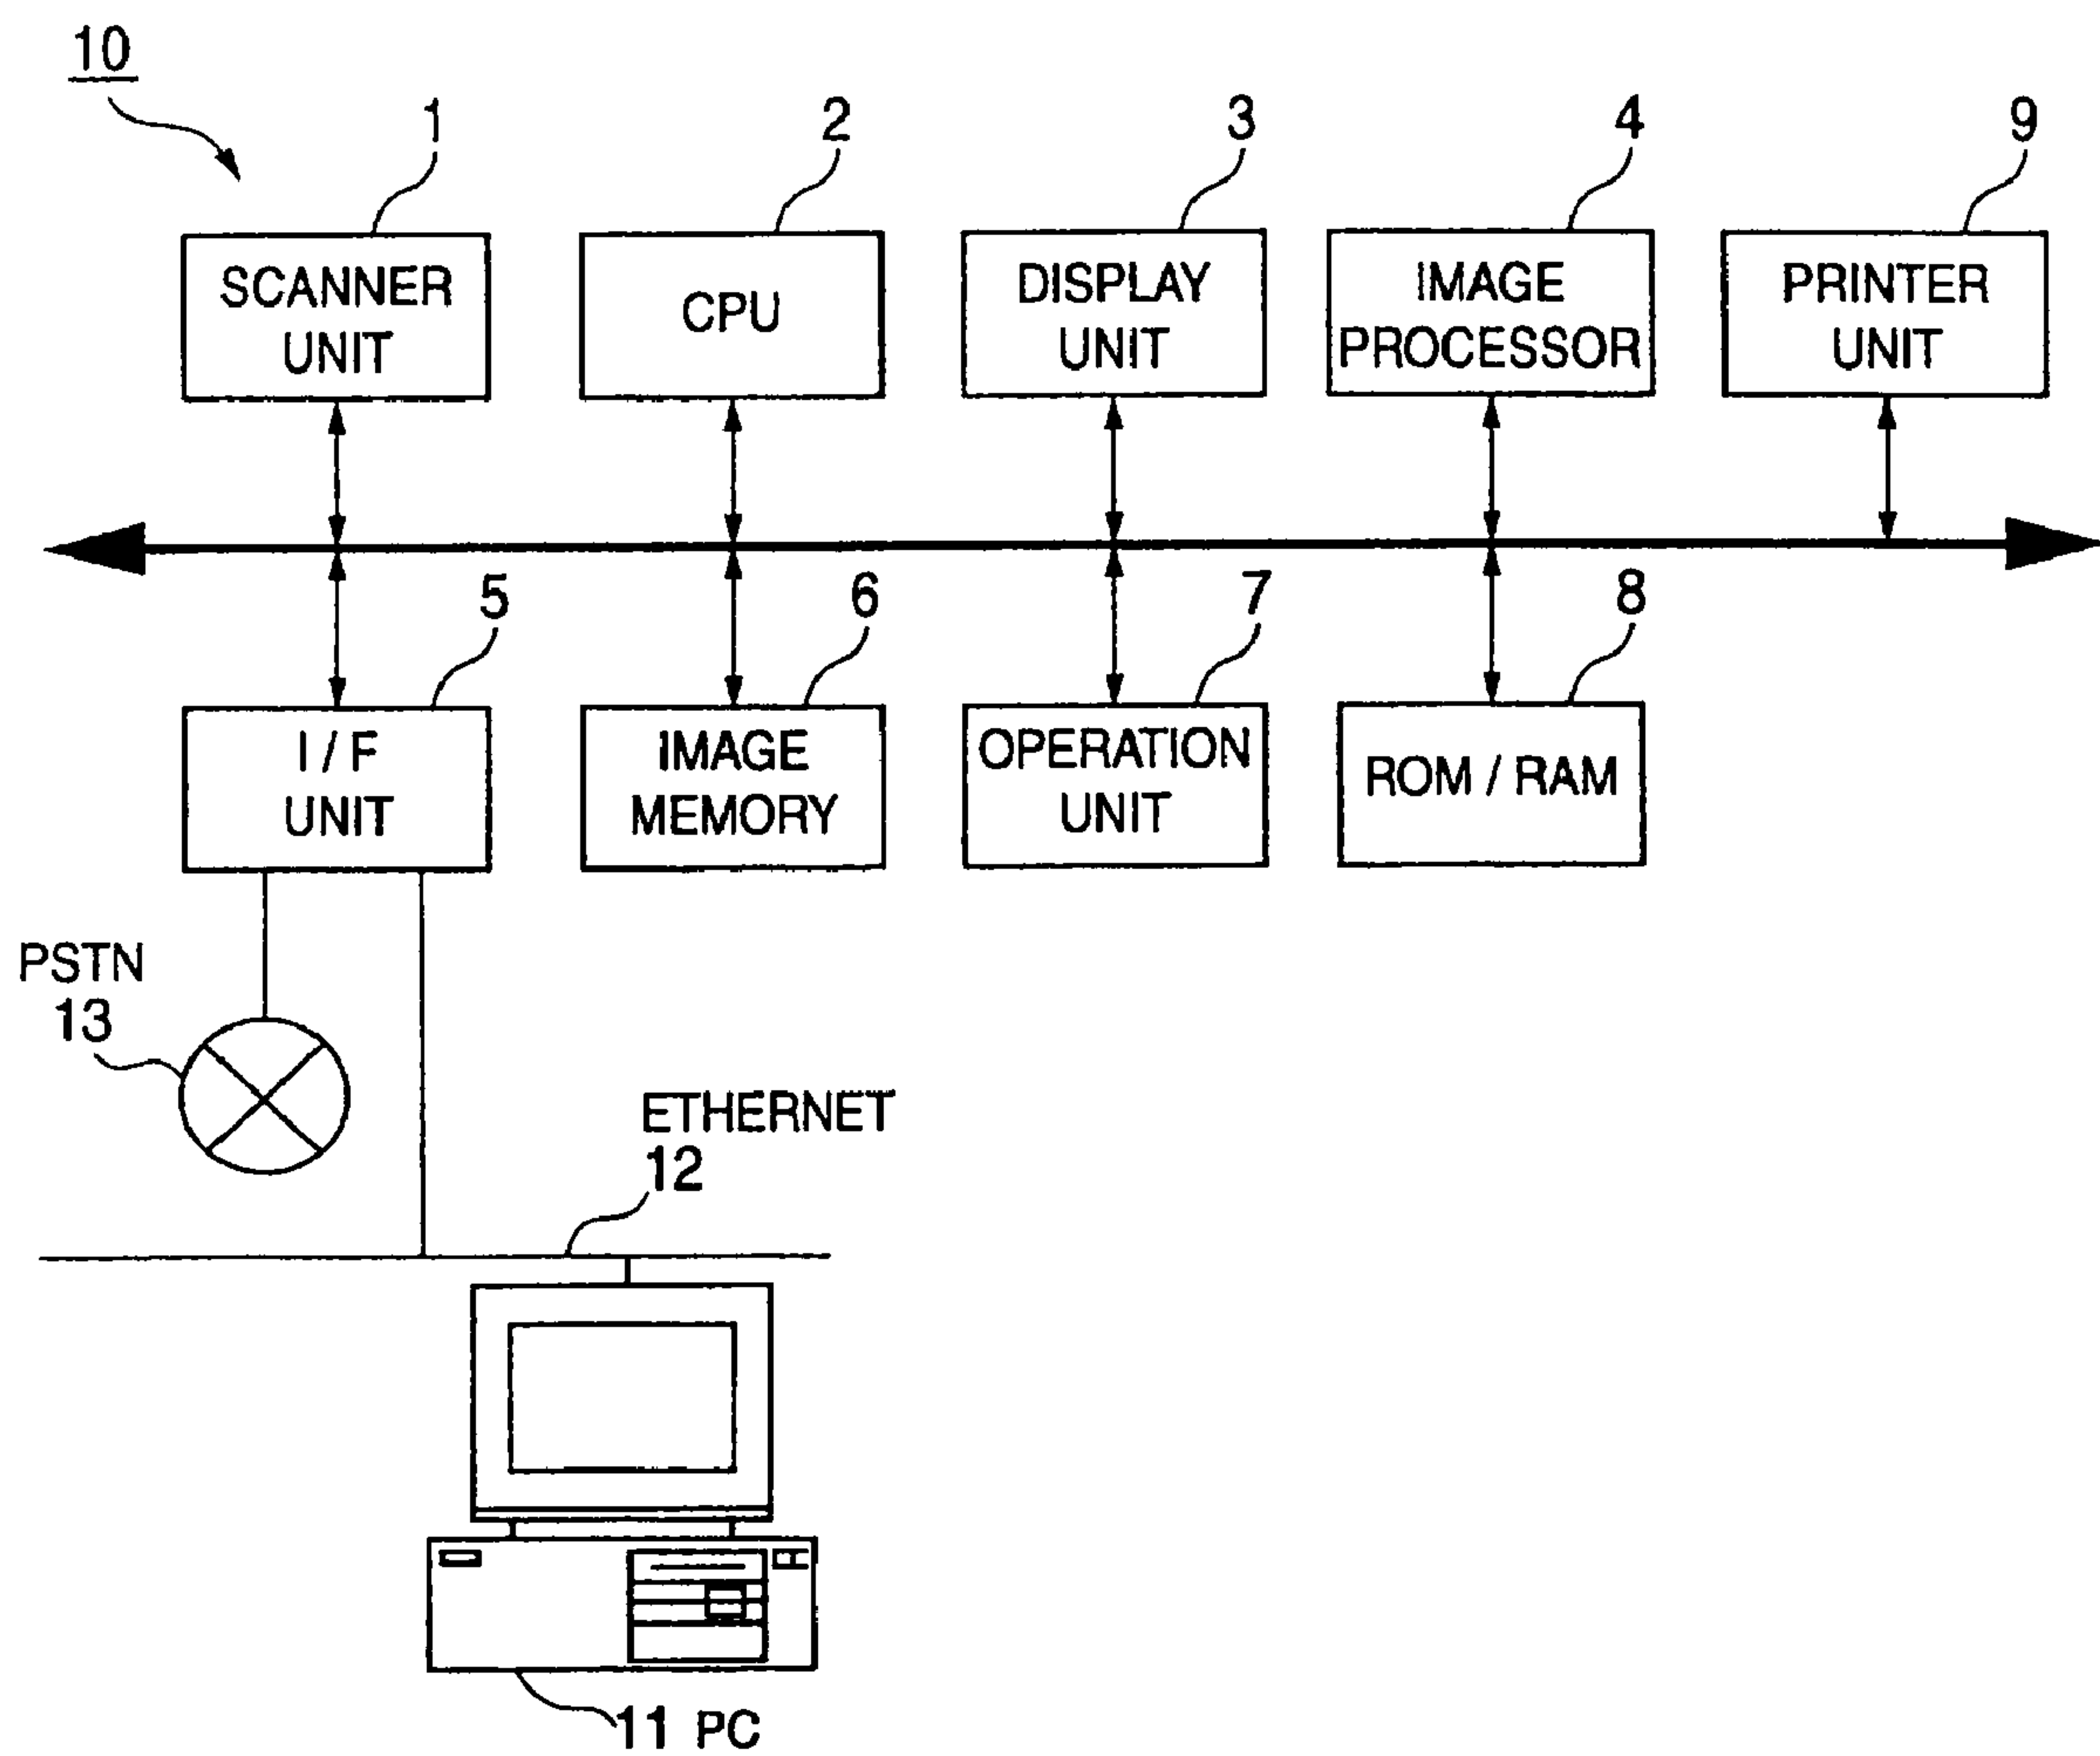 10
1
2
3
4
9
SCANNER
UNIT
CPU
DISPLAY
UNIT
IMAGE
PROCESSOR
PRINTER
UNIT
5
6
7
8
I / F
UNIT
IMAGE
MEMORY
OPERATION
UNIT
ROM / RAM
PSTN
13
ETHERNET
12
11 PC